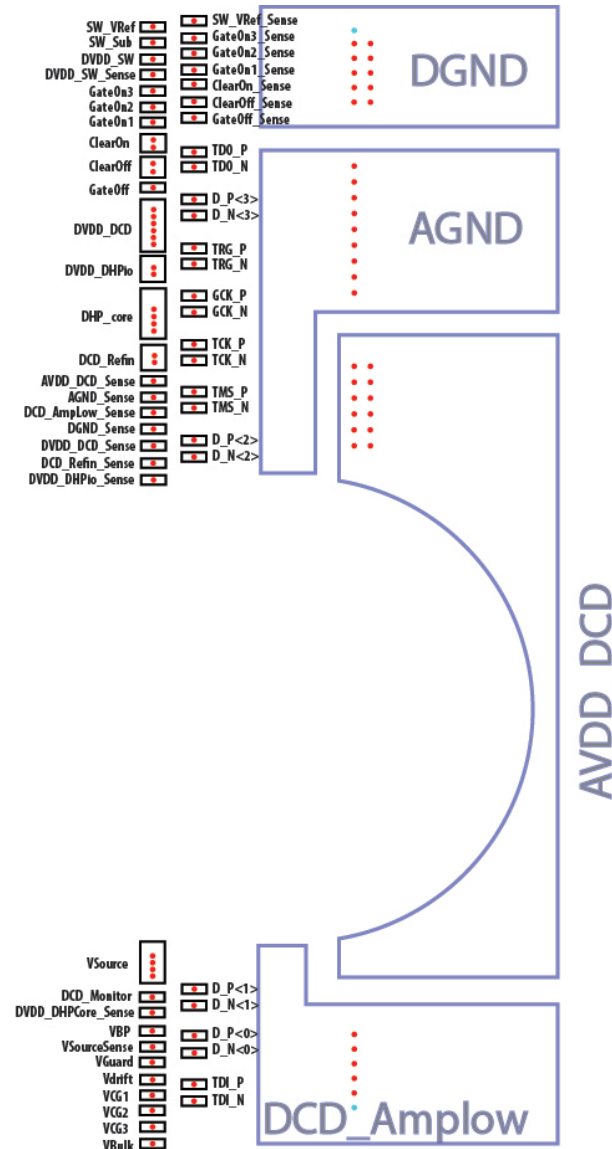 SW_VRef
SW_Sub
DVDD_SW
DVDD_SW_Sense
GateOn3
GateOn2
GateOn1
ClearOn
ClearOff
GateOff
DVDD_DCD
DVDD_DHPio
DHP_core
DCD_Refin
AVDD_DCD_Sense
AGND_Sense
DCD_AmpLow_Sense
DGND_Sense
DVDD_DCD_Sense
DCD_Refin_Sense
DVDD_DHPio_Sense
SW_VRef_Sense
GateOn3_Sense
GateOn2_Sense
GateOn1_Sense
ClearOn_Sense
ClearOff_Sense
GateOff_Sense
TDO_P
TDO_N
D_P<3>
D_N<3>
TRG_P
TRG_N
GCK_P
GCK_N
TCK_P
TCK_N
TMS_P
TMS_N
D_P<2>
D_N<2>
DGND
AGND
AVDD DCD
VSource
DCD_Monitor
DVDD_DHPCore_Sense
VBP
VSourceSense
VGuard
Vdrift
VCG1
VCG2
VCG3
VBulk
D_P<1>
D_N<1>
D_P<0>
D_N<0>
TDI_P
TDI_N
DCD_Amplow